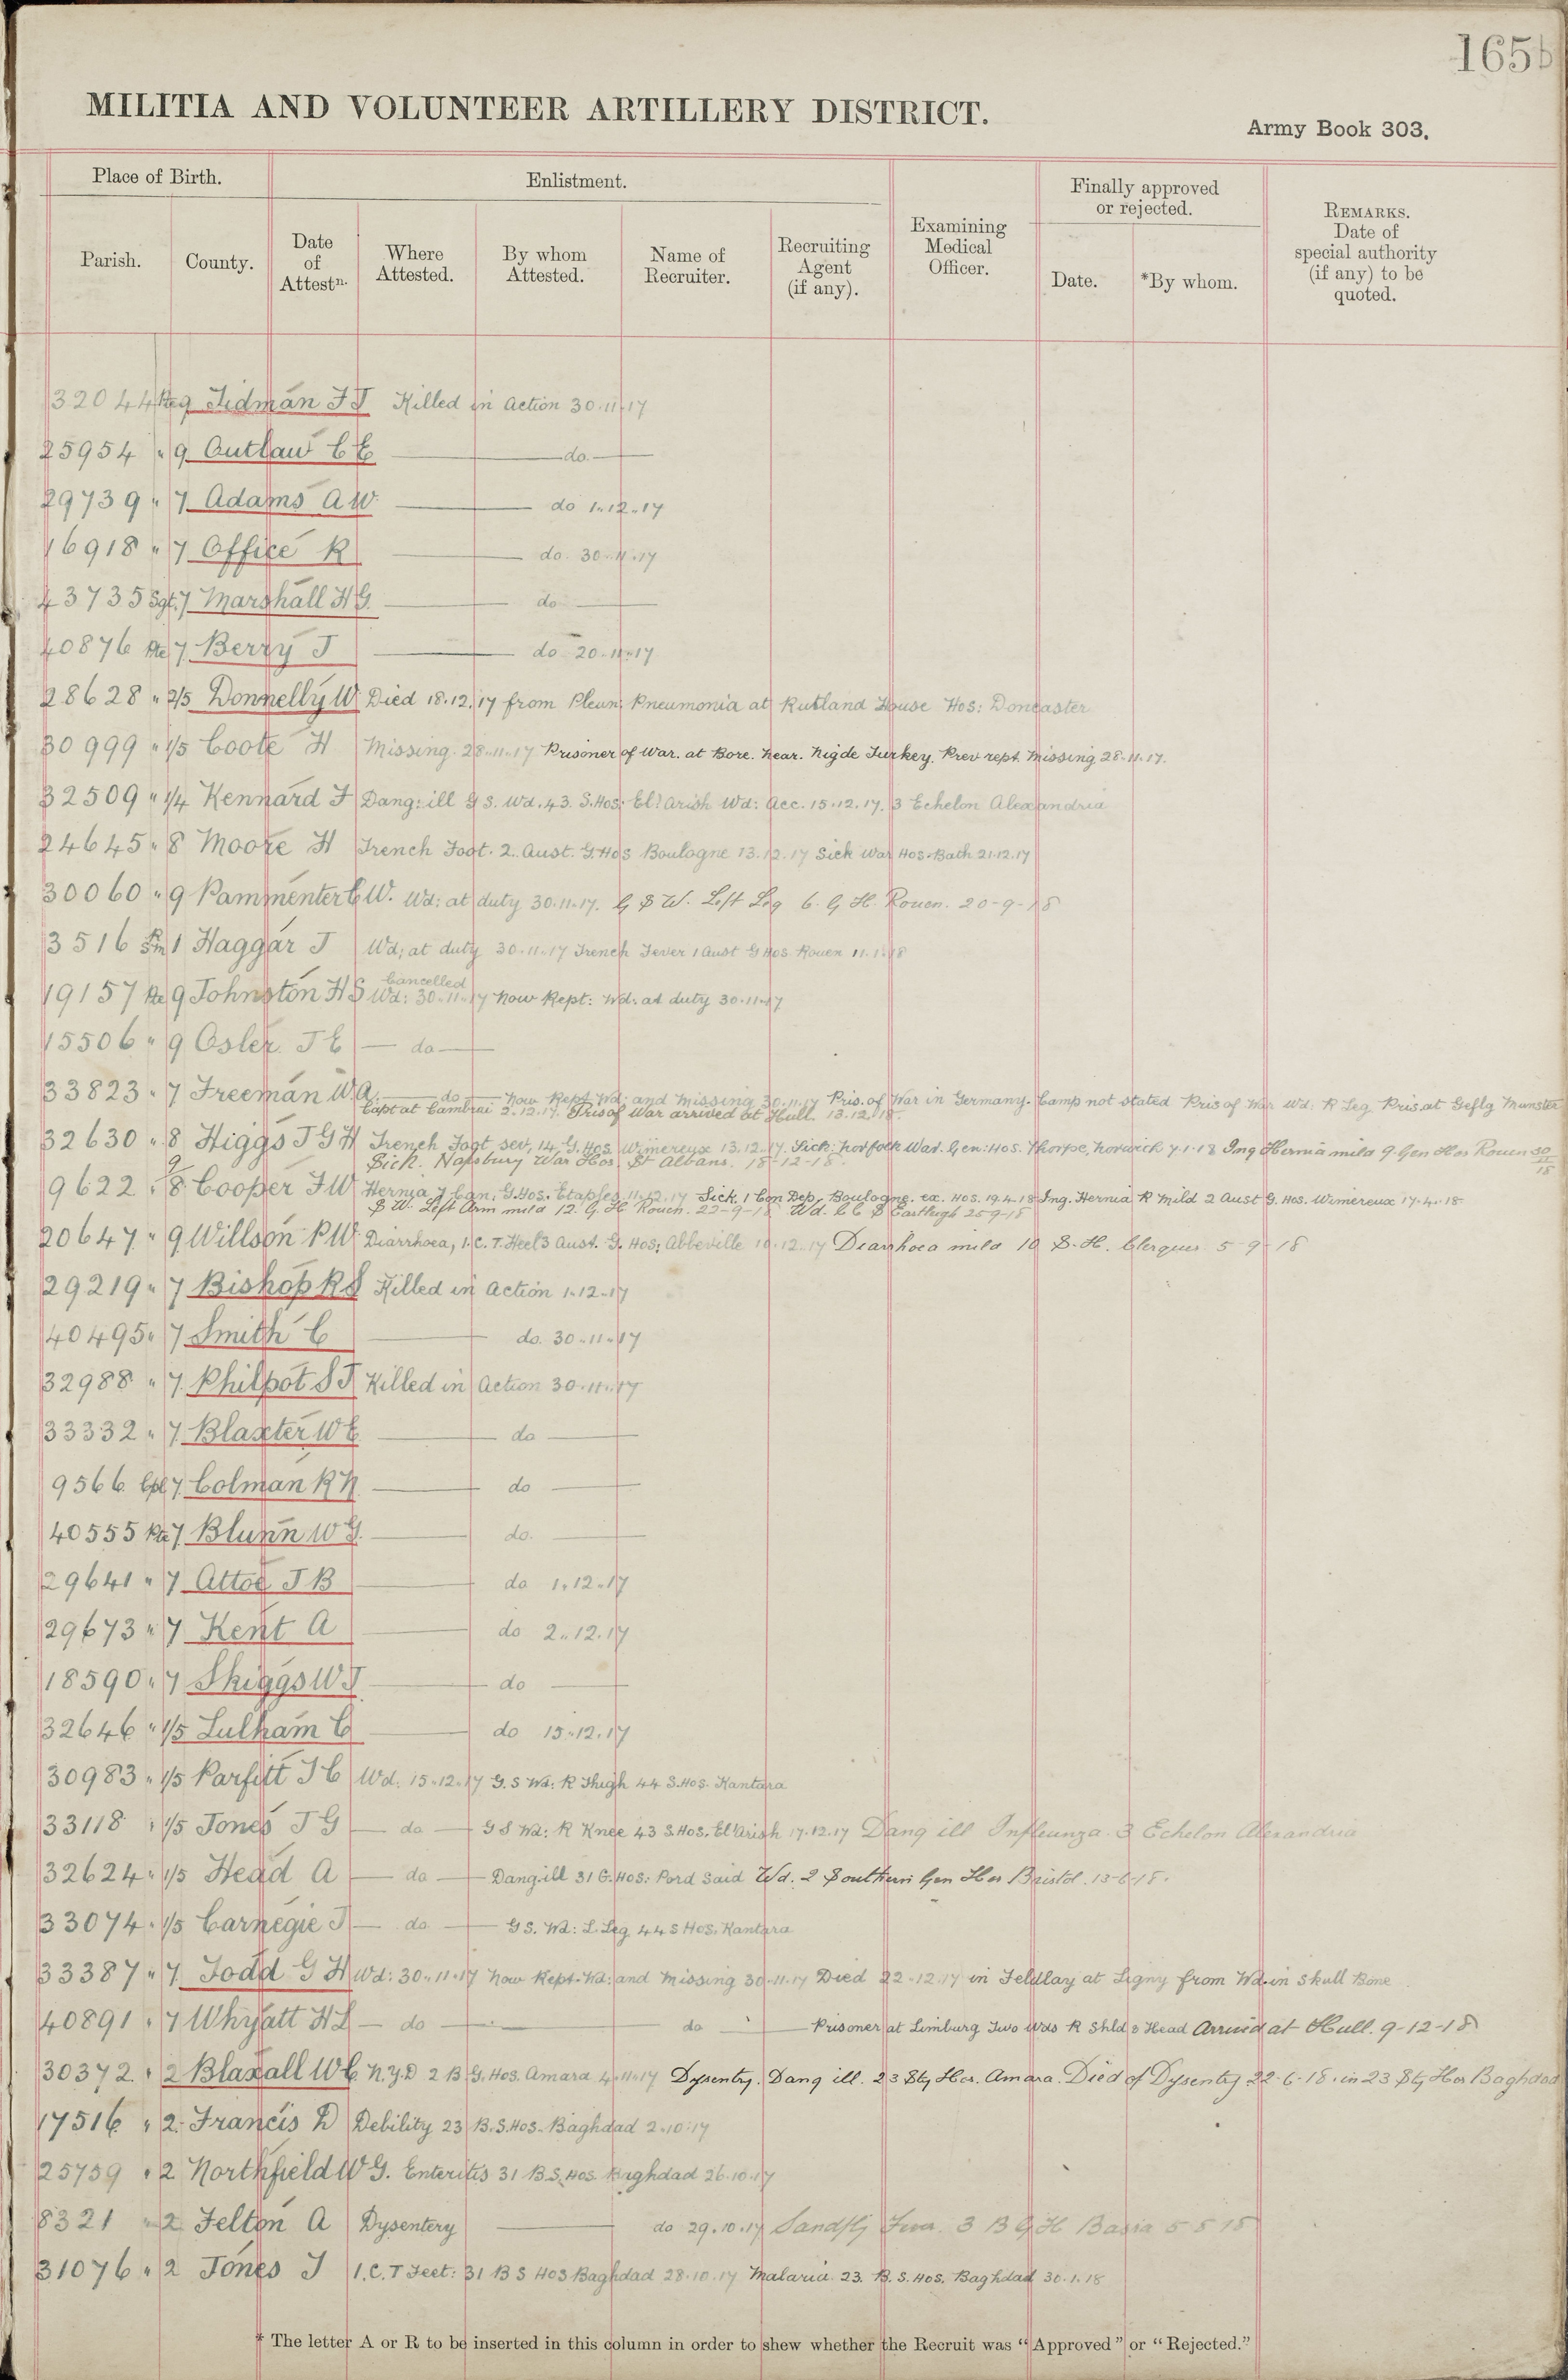 165b
MILITIA AND VOLUNTEER ARTILLERY DISTRICT.
Army Book 303.
Place of Birth. Enlistment. Examining Medical Officer. Finally approved or rejected. REMARKS. Date of special authority (if any) to be quoted.
Parish. County. Date of Attestn. Where Attested. By whom Attested. Name of Recruiter. Recruiting Agent (if any). Date. *By whom.
32044 Pte 9 Tidman F J Killed in Action 30.11.17
25954 " 9 Outlaw C E — do —
29739 " 7 Adams A W — do 1.12.17
16918 " 7 Office R — do. 30.11.17
43735 Sgt. 7 Marshall H G. — do —
40876 Pte 7 Berry J — do 20.11.17
28628 " 2/5 Donnelly W Died 18.12.17 from Pleur; Pneumonia at Rutland House Hos: Doncaster
30999 " 1/5 Coote H Missing 28.11.17 Prisoner of War. at Bore. Near. Nigde Turkey. Prev rept. Missing 28.11.17.
32509 " 1/4 Kennard F Dang: ill G S. Wd. 43. S. Hos: El Arish Wd: Acc. 15.12.17. 3 Echelon Alexandria
24645 " 8 Moore H Trench Foot. 2. Aust. G. Hos Boulogne 13.12.17 Sick War Hos. Bath 21.12.17
30060 " 9 Pammenter C W. Wd: at duty 30.11.17. G S W. Left Leg 6. G H. Rouen. 20-9-18
3516 1 Haggar J Wd; at duty 30.11.17 Trench Fever 1 Aust G Hos Rouen 11.1.18
Cancelled
19157 Pte 9 Johnston H S Wd: 30.11.17 Now Rept: Wd. at duty 30.11.17
15506 " 9 Osler. J E — do —
33823 " 7 Freeman W A — do — Now Rept Wd; and Missing 30.11.17 Pris. of War in Germany. Camp not stated Pris of War Wd: R Leg Pris. at Geflg Munster
Capt at Cambrai 2.12.17. Pris of War arrived at Hull. 13.12.18
32630 " 8 Higgs J G H Trench Foot sev, 14 G. Hos Wimereux 13.12.17. Sick: Norfolk War. Gen: Hos. Thorpe, Norwich 7.1.18 Ing Hernia mild 9. Gen Hos Rouen 30/11/18
Sick. Napsbury War Hos. St Albans. 18-12-18.
9622 " 9/8 Cooper F W Hernia 7 Can. G. Hos. Etaples 11.12.17 Sick. 1 Con Dep, Boulogne. ex. Hos. 19.4.18 Ing. Hernia R Mild 2 Aust G. Hos. Wimereux 17.4.18
S W. Left Arm mild 12. G H Rouen. 22-9-18 Wd. C C S Eastleigh 25-9-18
20647 " 9 Willson P W Diarrhoea, I. C. T. Heel 3 Aust. G. Hos; Abbeville 10.12.17 Diarrhoea mild 10 S. H. 5-9-18
29219 " 7 Bishop R S Killed in Action 1.12.17
40495 " 7 Smith C — do. 30.11.17
32988 " 7 Philpot S J Killed in Action 30.11.17
33332 " 7 Blaxter W E — do —
9566 Cpl 7 Colman R H — do —
40555 Pte 7 Blunn W G. — do. —
29641 " 7 Attoe J B — do 1.12.17
29673 " 7 Kent A — do 2.12.17
18590 " 7 Skiggs W J — do —
32646 " 1/5 Lulham C — do 15.12.17
30983 " 1/5 Parfitt J C Wd. 15.12.17 G. S Wd: R Thigh 44 S. Hos. Kantara
33118 " 1/5 Jones J G — do — G S Wd: R Knee 43 S. Hos. El Arish 17.12.17 Dang ill Influenza. 3 Echelon Alexandria
32624 " 1/5 Head A — do — Dang. ill 31 G. Hos: Pord Said Wd. 2 Southern Gen Hos Bristol. 13-6-18.
33074 " 1/5 Carnegie J — do — G S. Wd: L. Leg 44 S Hos. Kantara
33387 " 7 Todd G H Wd: 30.11.17 Now Rept. Wd: and Missing 30.11.17 Died 22.12.17 in Feldlaz at Ligny from Wd. in Skull Bone
40891 " 7 Whyatt H L — do — do — Prisoner at Limburg Two Wds R Shld & Head Arrived at Hull. 9-12-18
30372 " 2 Blaxall W C N. Y. D 2 B. G. Hos. Amara 4.11.17 Dysentry. Dang ill. 23 Sty Hos. Amara. Died of Dysentry 22-6-18. in 23 Sty Hos Baghdad
17516 " 2. Francis D Debility 23 B. S. Hos. Baghdad 2.10.17
25759 " 2 Northfield W G. Enteritis 31 B. S. Hos Baghdad 26.10.17
8321 " 2 Felton A Dysentery — do 29.10.17 Sandfly Fever. 3 B G H Basra 5 8 18
31076 " 2 Jones J I. C. T Feet: 31 B S Hos Baghdad 28.10.17 Malaria. 23. B. S. Hos. Baghdad 30.1.18
* The letter A or R to be inserted in this column in order to shew whether the Recruit was "Approved" or "Rejected."